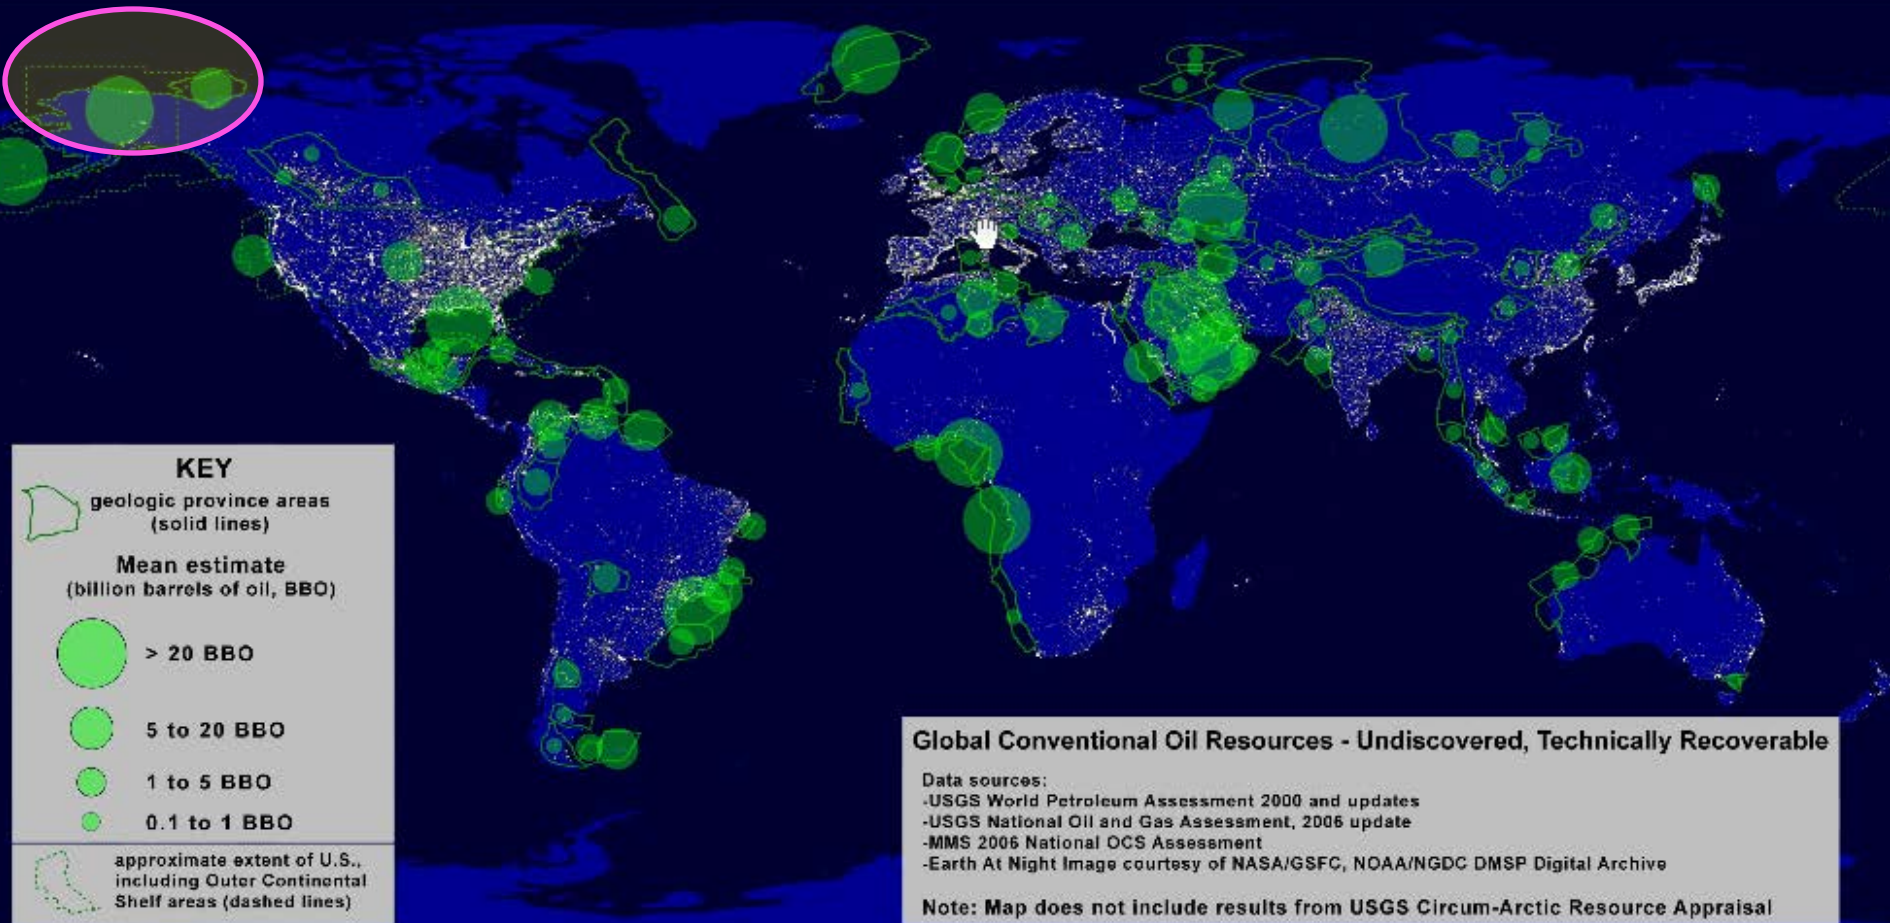 KEY
geologic province areas
(solid lines)
Mean estimate
(billion barrels of oil, BBO)
> 20 BBO
5 to 20 BBO
1 to 5 BBO
0.1 to 1 BBO
approximate extent of U.S.,
including Outer Continental
Shelf areas (dashed lines)
Global Conventional Oil Resources - Undiscovered, Technically Recoverable
Data sources:
-USGS World Petroleum Assessment 2000 and updates
-USGS National Oil and Gas Assessment, 2006 update
-MMS 2006 National OCS Assessment
-Earth At Night Image courtesy of NASA/GSFC, NOAA/NGDC DMSP Digital Archive
Note: Map does not include results from USGS Circum-Arctic Resource Appraisal